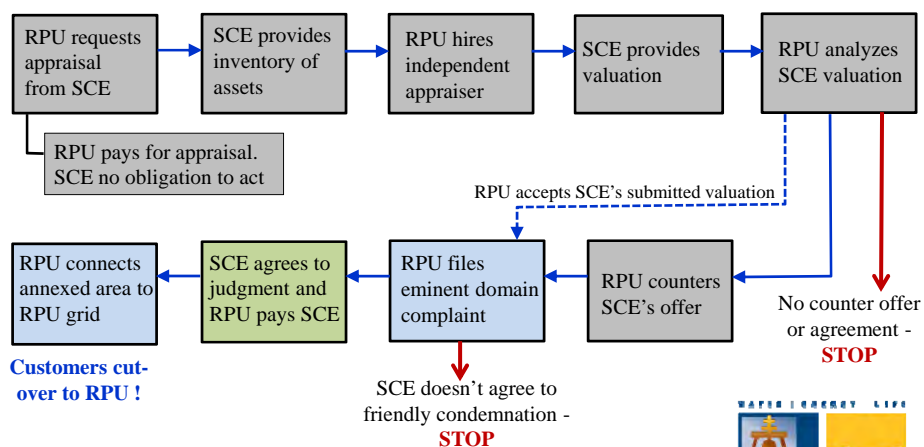 RPU requests
appraisal
from SCE
SCE provides
inventory of
assets
RPU hires
independent
appraiser
SCE provides
valuation
RPU analyzes
SCE valuation
RPU pays for appraisal.
SCE no obligation to act
RPU accepts SCE’s submitted valuation
RPU connects
annexed area to
RPU grid
SCE agrees to
judgment and
RPU pays SCE
RPU files
eminent domain
complaint
RPU counters
SCE’s offer
No counter offer
or agreement -
STOP
Customers cut-
over to RPU !
SCE doesn’t agree to
friendly condemnation -
STOP
WATER | ENERGY LIFE